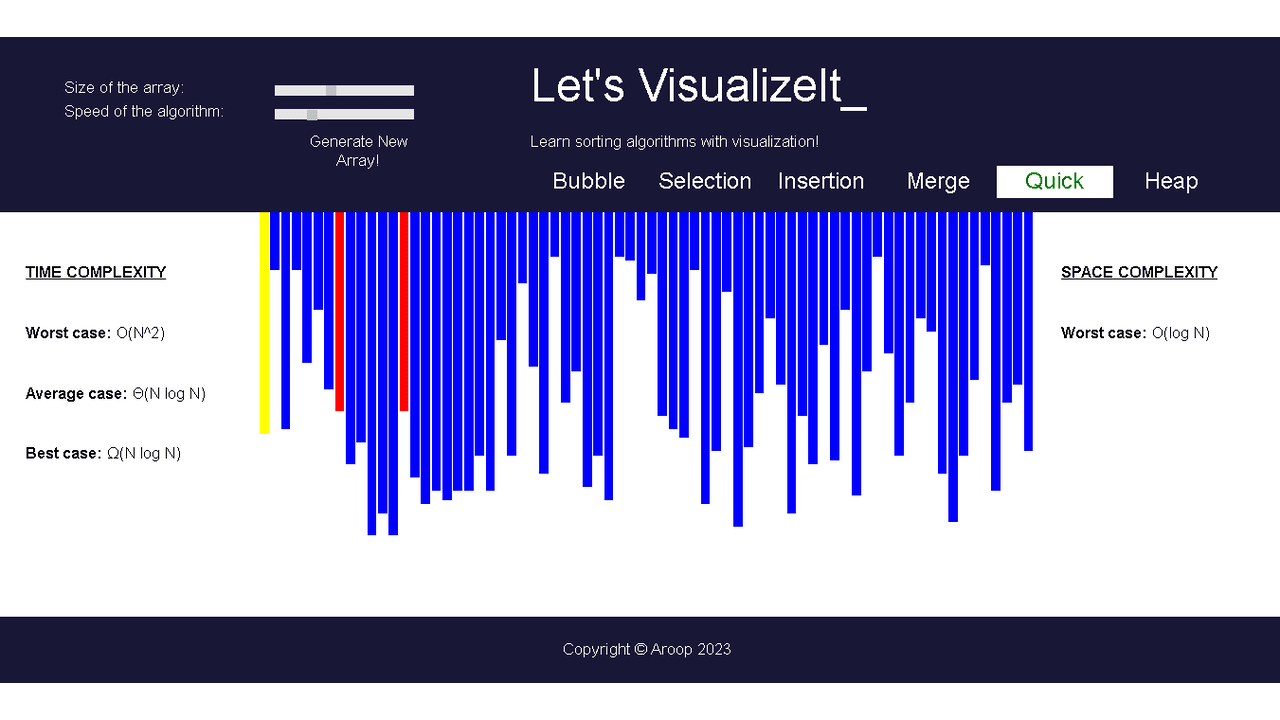 Size of the array:
Speed of the algorithm:
Generate New
Array!
Let's VisualizeIt_
Learn sorting algorithms with visualization!
Bubble Selection Insertion Merge Quick Heap
TIME COMPLEXITY
Worst case: O(N^2)
Average case: Θ(N log N)
Best case: Ω(N log N)
SPACE COMPLEXITY
Worst case: O(log N)
Copyright © Aroop 2023